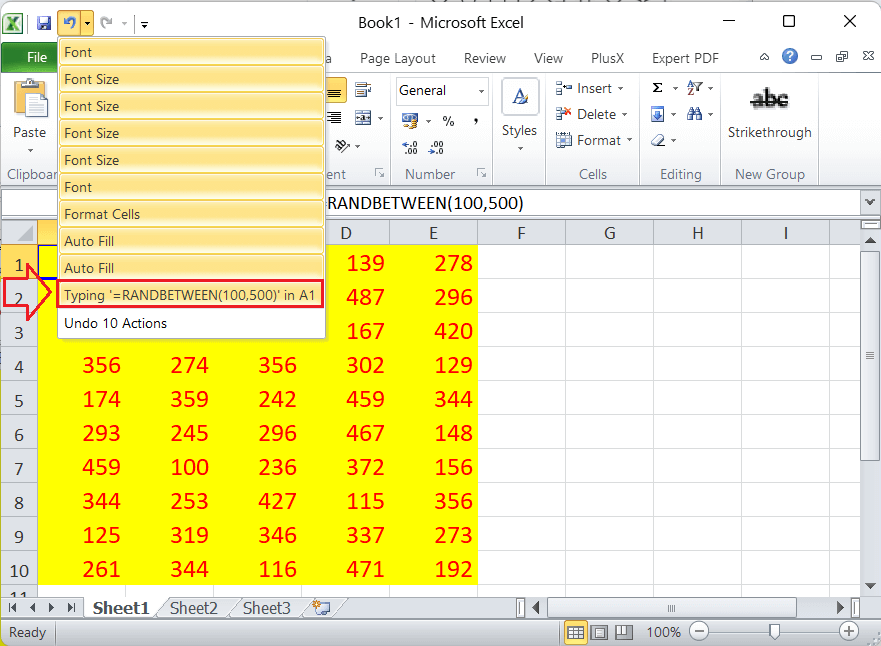 Book1 - Microsoft Excel
File
Page Layout Review View PlusX Expert PDF
Font
Font Size
Font Size
Font Size
Font Size
Font
Format Cells
Auto Fill
Auto Fill
Typing '=RANDBETWEEN(100,500)' in A1
Undo 10 Actions
Paste
General
%
,
Styles
Insert
Delete
Format
Σ
abc
Strikethrough
Number
Cells
Editing
New Group
RANDBETWEEN(100,500)
D E F G H I
1 139 278
2 487 296
3 167 420
4 356 274 356 302 129
5 174 359 242 459 344
6 293 245 296 467 148
7 459 100 236 372 156
8 344 253 427 115 356
9 125 319 346 337 273
10 261 344 116 471 192
Sheet1 Sheet2 Sheet3
Ready 100%